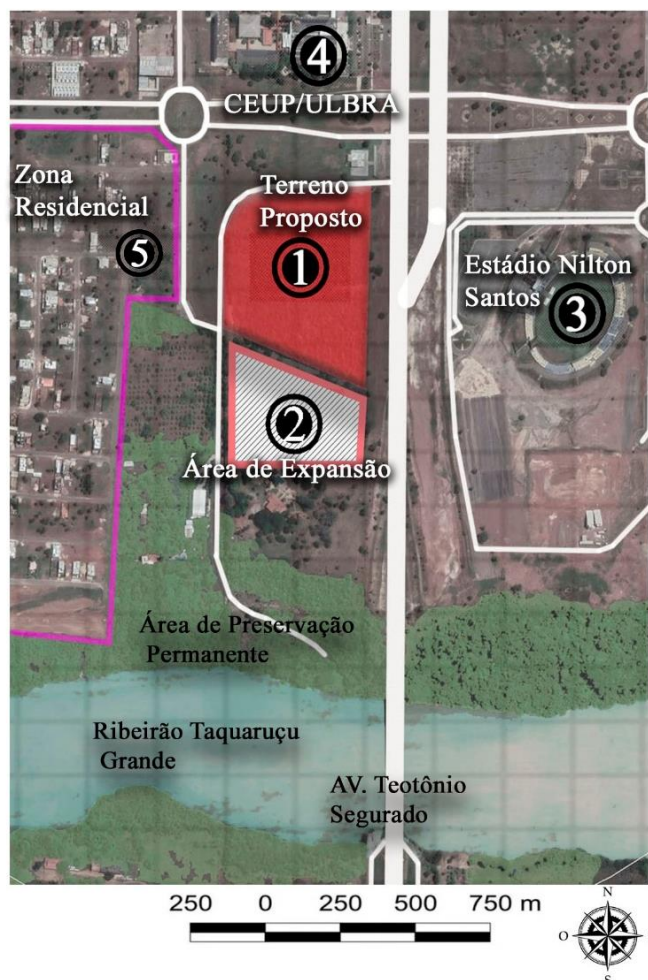 4
CEUP/ULBRA
Zona
Residencial
5
Terreno
Proposto
1
Estádio Nilton
Santos
3
2
Área de Expansão
Área de Preservação
Permanente
Ribeirão Taquaruçu
Grande
AV. Teotônio
Segurado
250 0 250 500 750 m
N
O E
S